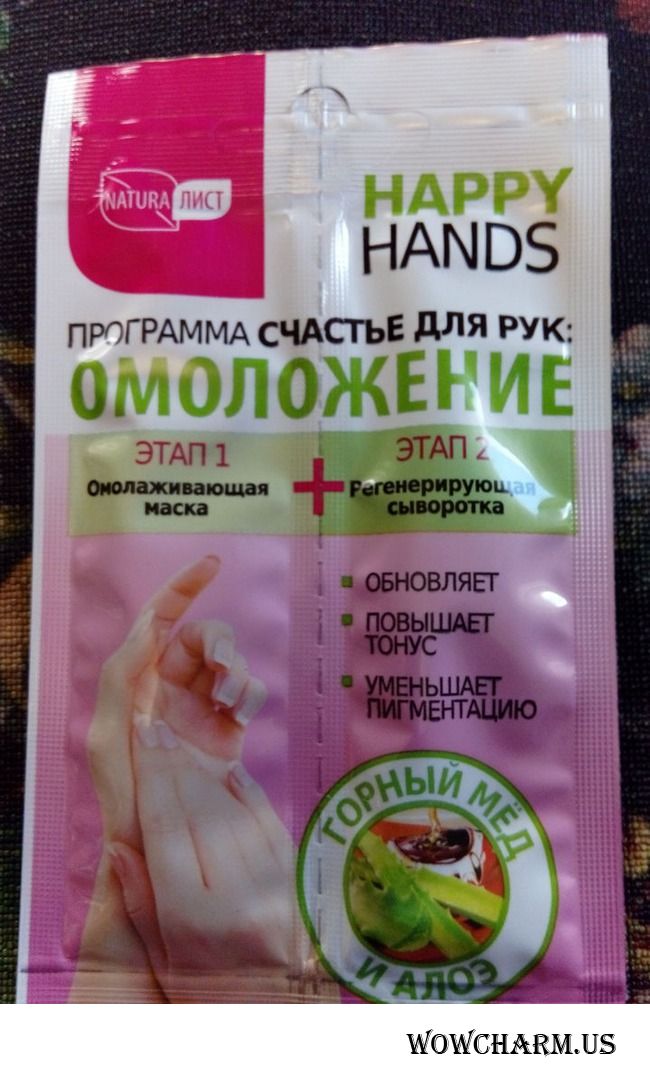 NATURA ЛИСТ
HAPPY
HANDS
ПРОГРАММА СЧАСТЬЕ ДЛЯ РУК:
ОМОЛОЖЕНИЕ
ЭТАП 1
Омолаживающая
маска
+
ЭТАП 2
Регенерирующая
сыворотка
ОБНОВЛЯЕТ
ПОВЫШАЕТ
ТОНУС
УМЕНЬШАЕТ
ПИГМЕНТАЦИЮ
ГОРНЫЙ МЁД
И АЛОЭ
WOWCHARM.US